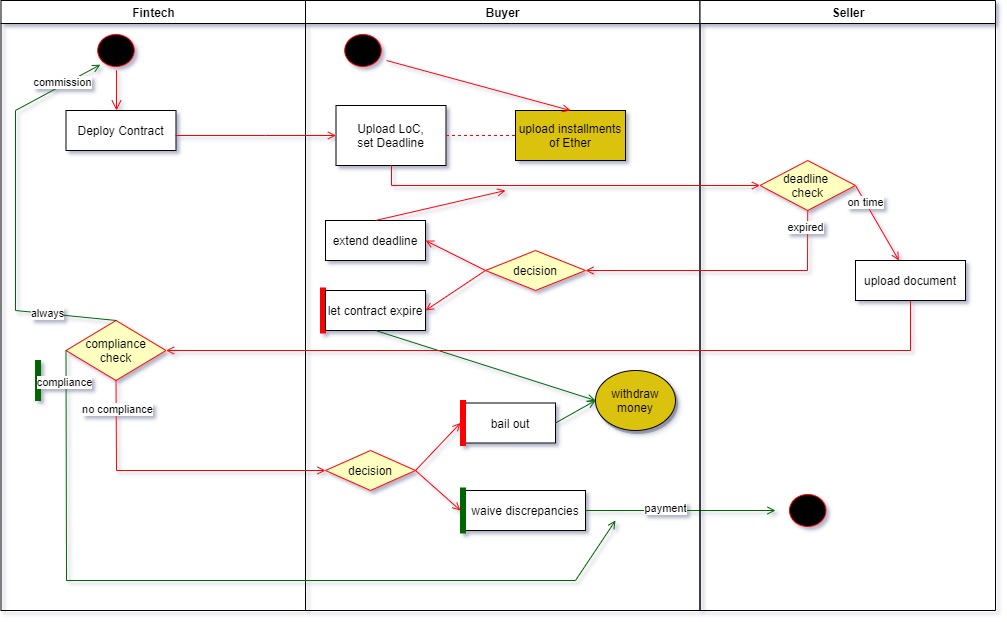 Fintech
Buyer
Seller
commission
Deploy Contract
Upload LoC,
set Deadline
upload installments
of Ether
deadline
check
on time
expired
extend deadline
decision
upload document
let contract expire
always
compliance
check
compliance
no compliance
withdraw
money
bail out
decision
waive discrepancies
payment